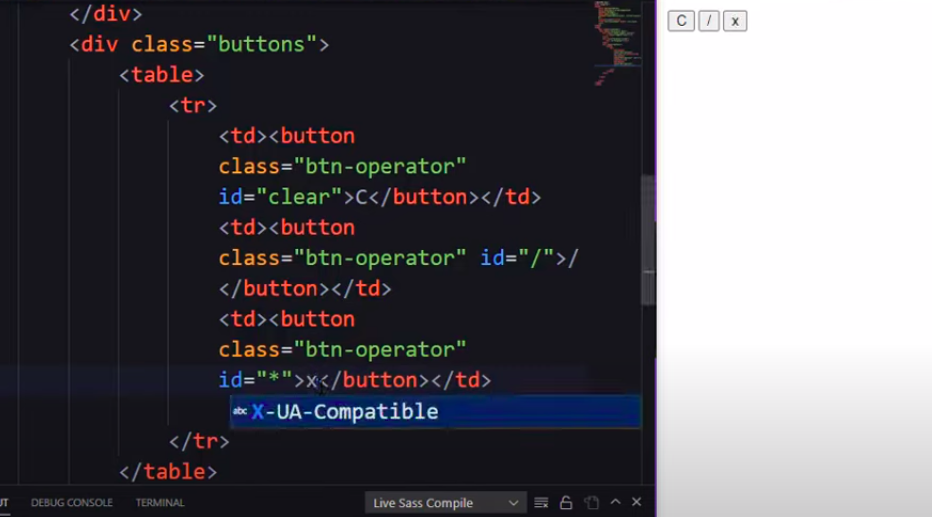 </div>
<div class="buttons">
<table>
<tr>
<td><button
class="btn-operator"
id="clear">C</button></td>
<td><button
class="btn-operator" id="/">/
</button></td>
<td><button
class="btn-operator"
id="*">x</button></td>
abc X-UA-Compatible
</tr>
</table>
UT DEBUG CONSOLE TERMINAL Live Sass Compile
C / x